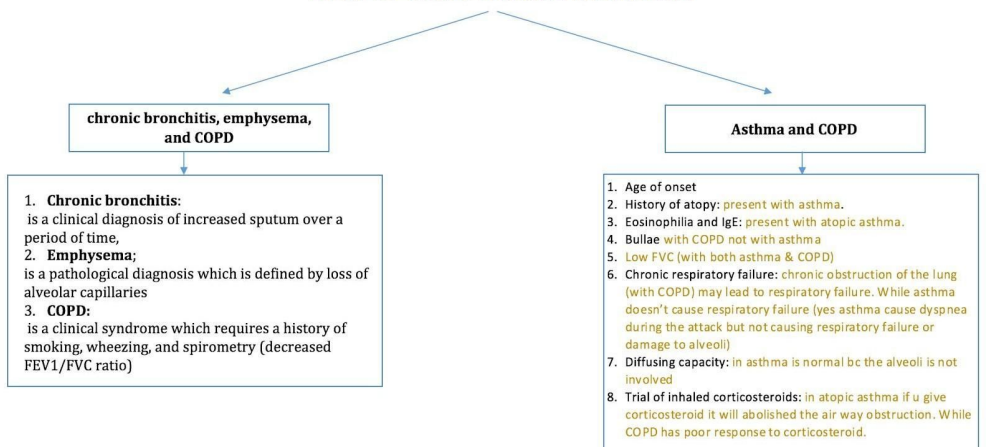 chronic bronchitis, emphysema,
and COPD
1. Chronic bronchitis:
is a clinical diagnosis of increased sputum over a
period of time,
2. Emphysema;
is a pathological diagnosis which is defined by loss of
alveolar capillaries
3. COPD:
is a clinical syndrome which requires a history of
smoking, wheezing, and spirometry (decreased
FEV1/FVC ratio)
Asthma and COPD
1. Age of onset
2. History of atopy: present with asthma.
3. Eosinophilia and IgE: present with atopic asthma.
4. Bullae with COPD not with asthma
5. Low FVC (with both asthma & COPD)
6. Chronic respiratory failure: chronic obstruction of the lung
(with COPD) may lead to respiratory failure. While asthma
doesn't cause respiratory failure (yes asthma cause dyspnea
during the attack but not causing respiratory failure or
damage to alveoli)
7. Diffusing capacity: in asthma is normal bc the alveoli is not
involved
8. Trial of inhaled corticosteroids: in atopic asthma if u give
corticosteroid it will abolished the air way obstruction. While
COPD has poor response to corticosteroid.